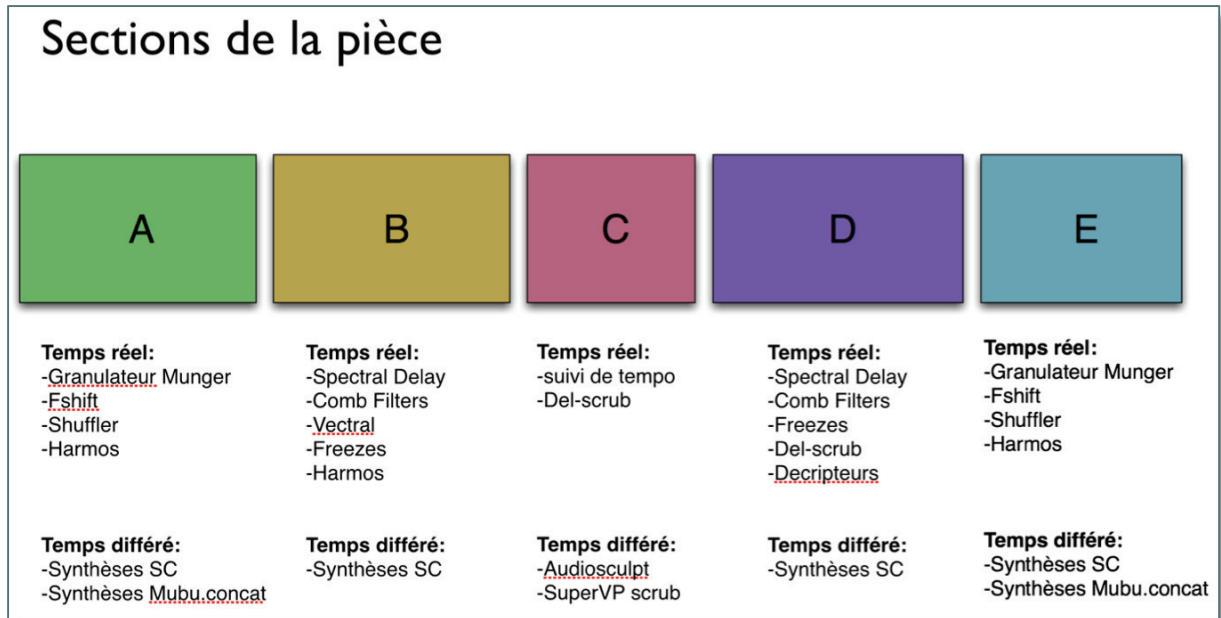 Sections de la pièce
A
B
C
D
E
Temps réel:
-Granulateur Munger
-Fshift
-Shuffler
-Harmos
Temps réel:
-Spectral Delay
-Comb Filters
-Vectral
-Freezes
-Harmos
Temps réel:
-suivi de tempo
-Del-scrub
Temps réel:
-Spectral Delay
-Comb Filters
-Freezes
-Del-scrub
-Decripteurs
Temps réel:
-Granulateur Munger
-Fshift
-Shuffler
-Harmos
Temps différé:
-Synthèses SC
-Synthèses Mubu.concat
Temps différé:
-Synthèses SC
Temps différé:
-Audiosculpt
-SuperVP scrub
Temps différé:
-Synthèses SC
Temps différé:
-Synthèses SC
-Synthèses Mubu.concat